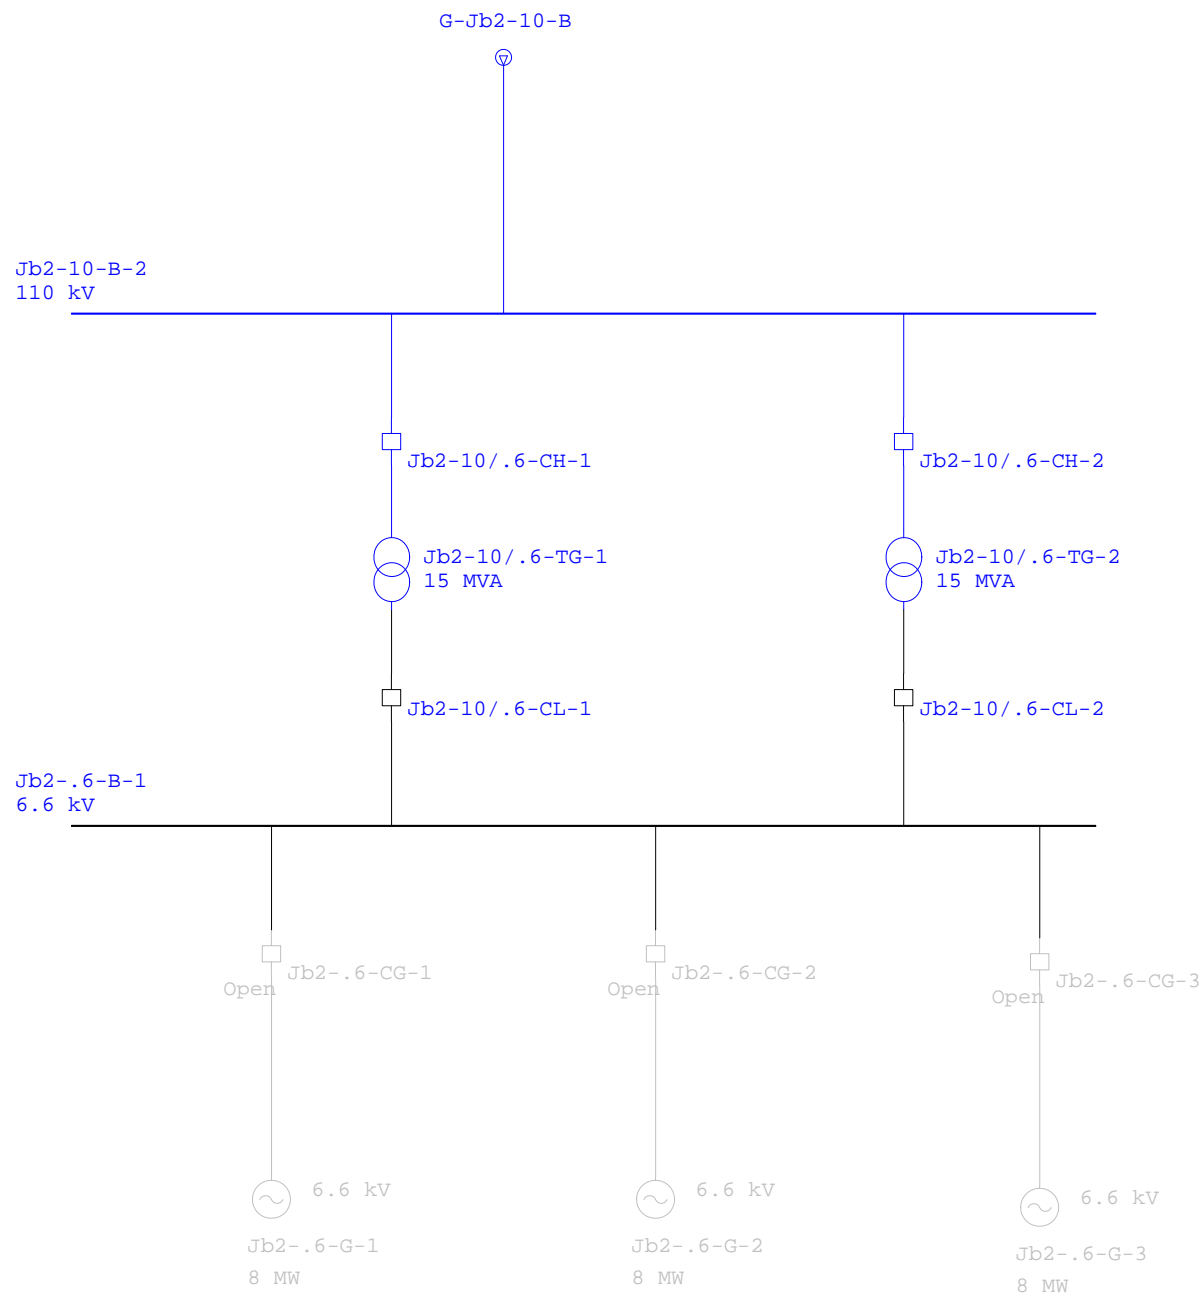 G-Jb2-10-B
Jb2-10-B-2
110 kV
Jb2-10/.6-CH-1
Jb2-10/.6-CH-2
Jb2-10/.6-TG-1
15 MVA
Jb2-10/.6-TG-2
15 MVA
Jb2-10/.6-CL-1
Jb2-10/.6-CL-2
Jb2-.6-B-1
6.6 kV
Jb2-.6-CG-1
Open
Jb2-.6-CG-2
Open
Jb2-.6-CG-3
Open
6.6 kV
Jb2-.6-G-1
8 MW
6.6 kV
Jb2-.6-G-2
8 MW
6.6 kV
Jb2-.6-G-3
8 MW